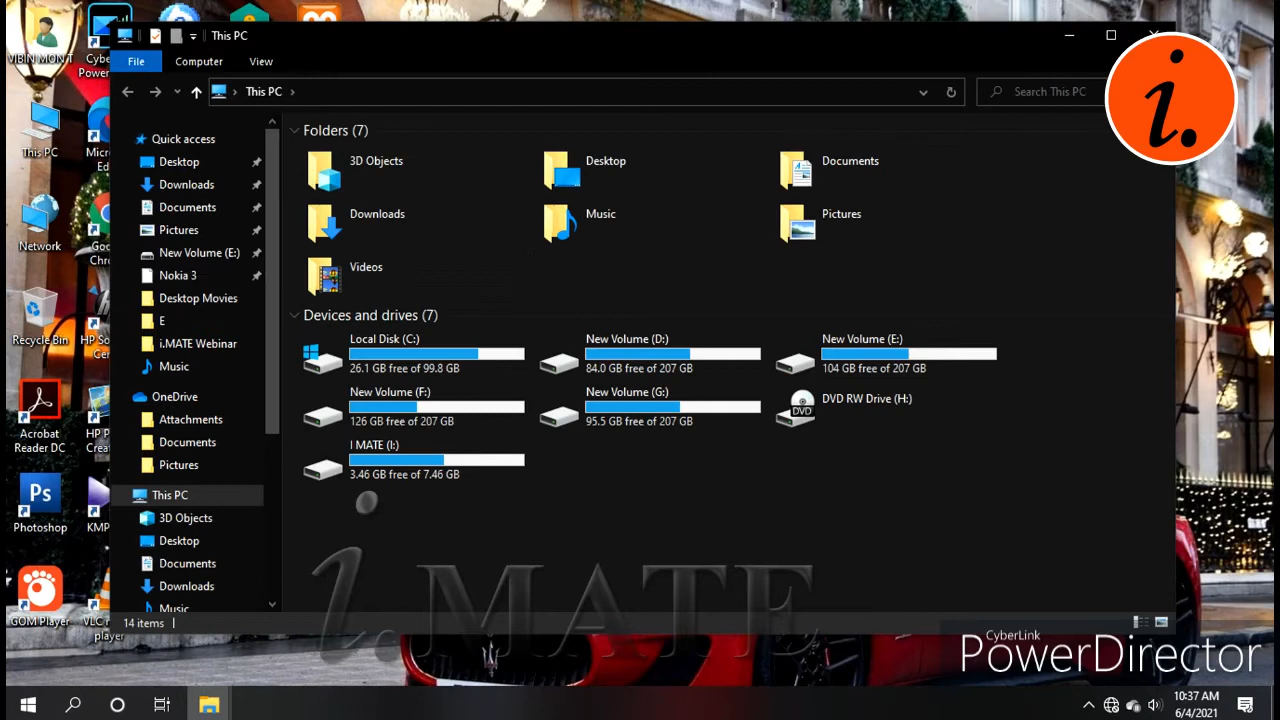 VIBIN MON T
Cybe
Power
This PC
File
Computer
View
This PC
Search This PC
i.
This PC
Micro
Ed
Network
Goo
Chro
Recycle Bin
HP So
Cen
Acrobat
Reader DC
HP P
Creat
Ps
Photoshop
KMP
GOM Player
VLC m
player
Quick access
Desktop
Downloads
Documents
Pictures
New Volume (E:)
Nokia 3
Desktop Movies
E
i.MATE Webinar
Music
OneDrive
Attachments
Documents
Pictures
This PC
3D Objects
Desktop
Documents
Downloads
Music
Folders (7)
3D Objects
Desktop
Documents
Downloads
Music
Pictures
Videos
Devices and drives (7)
Local Disk (C:)
26.1 GB free of 99.8 GB
New Volume (D:)
84.0 GB free of 207 GB
New Volume (E:)
104 GB free of 207 GB
New Volume (F:)
126 GB free of 207 GB
New Volume (G:)
95.5 GB free of 207 GB
DVD
DVD RW Drive (H:)
I MATE (I:)
3.46 GB free of 7.46 GB
i.MATE
14 items
CyberLink
PowerDirector
10:37 AM
6/4/2021